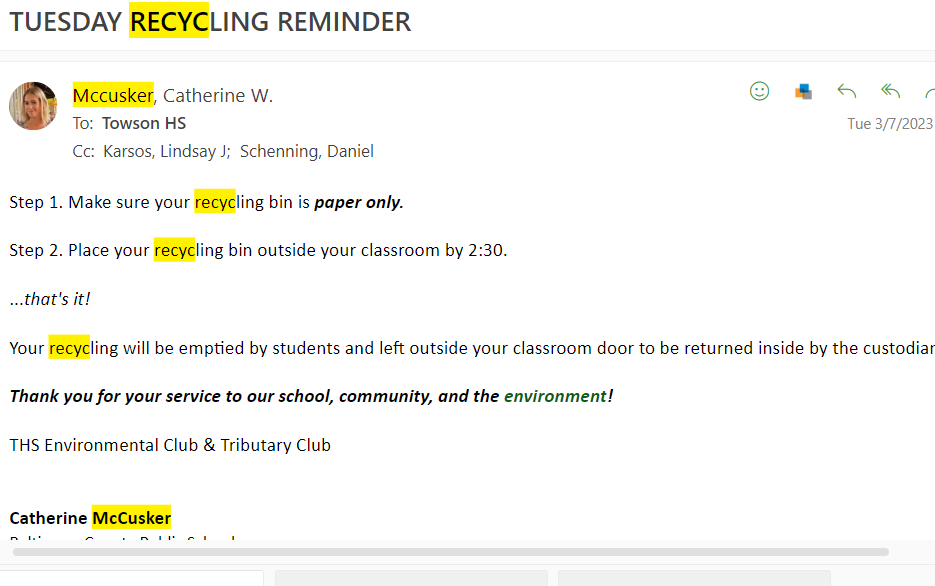 TUESDAY RECYCLING REMINDER
Mccusker, Catherine W.
To: Towson HS
Tue 3/7/2023
Cc: Karsos, Lindsay J; Schenning, Daniel
Step 1. Make sure your recycling bin is paper only.
Step 2. Place your recycling bin outside your classroom by 2:30.
...that's it!
Your recycling will be emptied by students and left outside your classroom door to be returned inside by the custodian
Thank you for your service to our school, community, and the environment!
THS Environmental Club & Tributary Club
Catherine McCusker